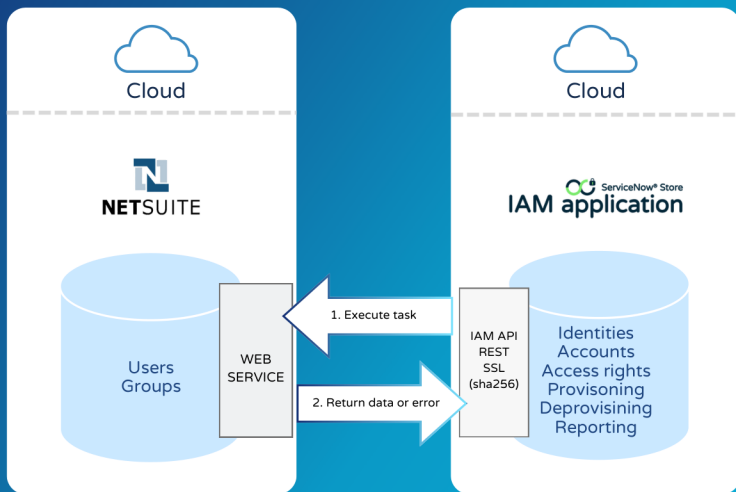 Cloud
NETSUITE
Users
Groups
WEB
SERVICE
1. Execute task
2. Return data or error
Cloud
ServiceNow® Store
IAM application
IAM API
REST
SSL
(sha256)
Identities
Accounts
Access rights
Provisoning
Deprovisining
Reporting